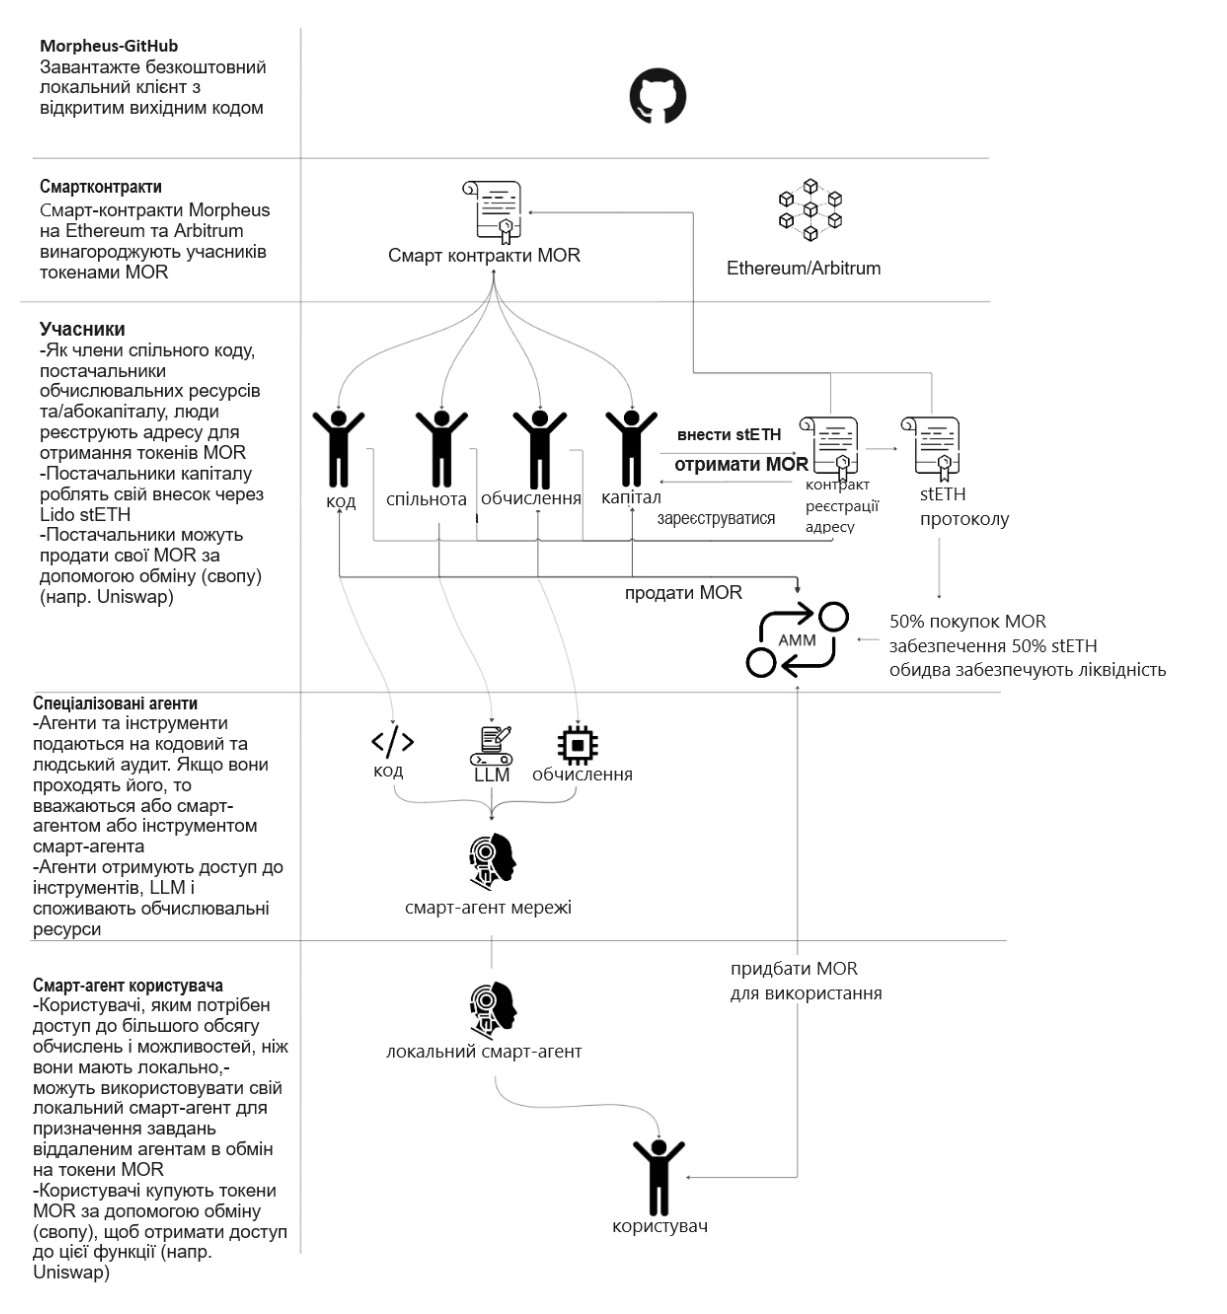 Morpheus-GitHub
Завантажте безкоштовний
локальний клієнт з
відкритим вихідним кодом
Смартконтракти
Смарт-контракти Morpheus
на Ethereum та Arbitrum
винагороджують учасників
токенами MOR
Смарт контракти MOR
Ethereum/Arbitrum
Учасники
-Як члени спільного коду,
постачальники
обчислювальних ресурсів
та/абокапіталу, люди
реєструють адресу для
отримання токенів MOR
-Постачальники капіталу
роблять свій внесок через
Lido stETH
-Постачальники можуть
продати свої MOR за
допомогою обміну (свопу)
(напр. Uniswap)
код
спільнота
обчислення
капітал
внести stETH
отримати MOR
зареєструватися
контракт
реєстрації
адресу
stETH
протоколу
продати MOR
AMM
50% покупок MOR
забезпечення 50% stETH
обидва забезпечують ліквідність
Спеціалізовані агенти
-Агенти та інструменти
подаються на кодовий та
людський аудит. Якщо вони
проходять його, то
вважаються або смарт-
агентом або інструментом
смарт-агента
-Агенти отримують доступ до
інструментів, LLM і
споживають обчислювальні
ресурси
код
LLM
обчислення
смарт-агент мережі
Смарт-агент користувача
-Користувачі, яким потрібен
доступ до більшого обсягу
обчислень і можливостей, ніж
вони мають локально,-
можуть використовувати свій
локальний смарт-агент для
призначення завдань
віддаленим агентам в обмін
на токени MOR
-Користувачі купують токени
MOR за допомогою обміну
(свопу), щоб отримати доступ
до цієї функції (напр.
Uniswap)
придбати MOR
для використання
локальний смарт-агент
користувач